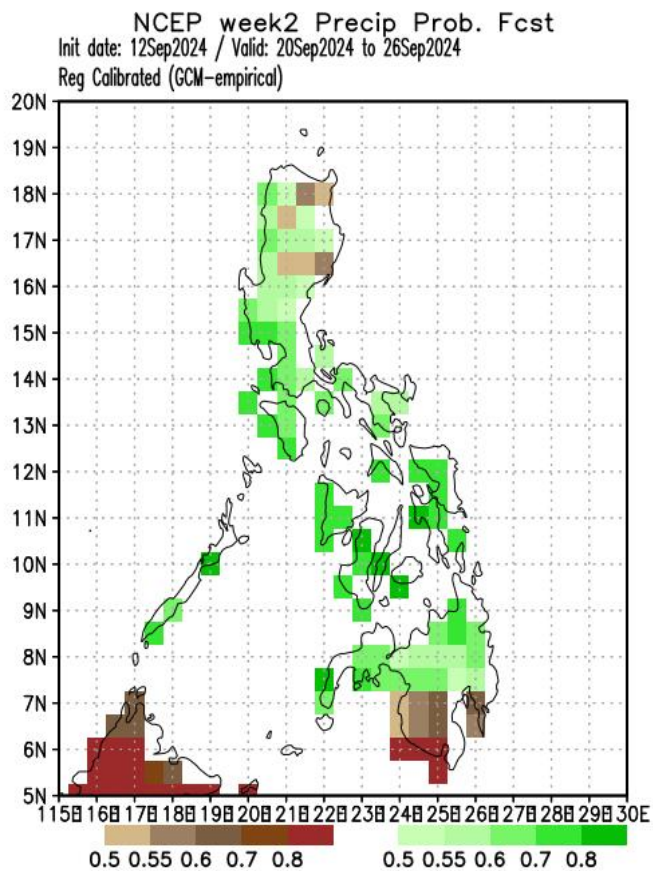 NCEP week2 Precip Prob. Fcst
Init date: 12Sep2024 / Valid: 20Sep2024 to 26Sep2024
Reg Calibrated (GCM-empirical)
20N
19N
18N
17N
16N
15N
14N
13N
12N
11N
10N
9N
8N
7N
6N
5N
115E 116E 117E 118E 119E 120E 121E 122E 123E 124E 125E 126E 127E 128E 129E 130E
0.5 0.55 0.6 0.7 0.8 0.5 0.55 0.6 0.7 0.8